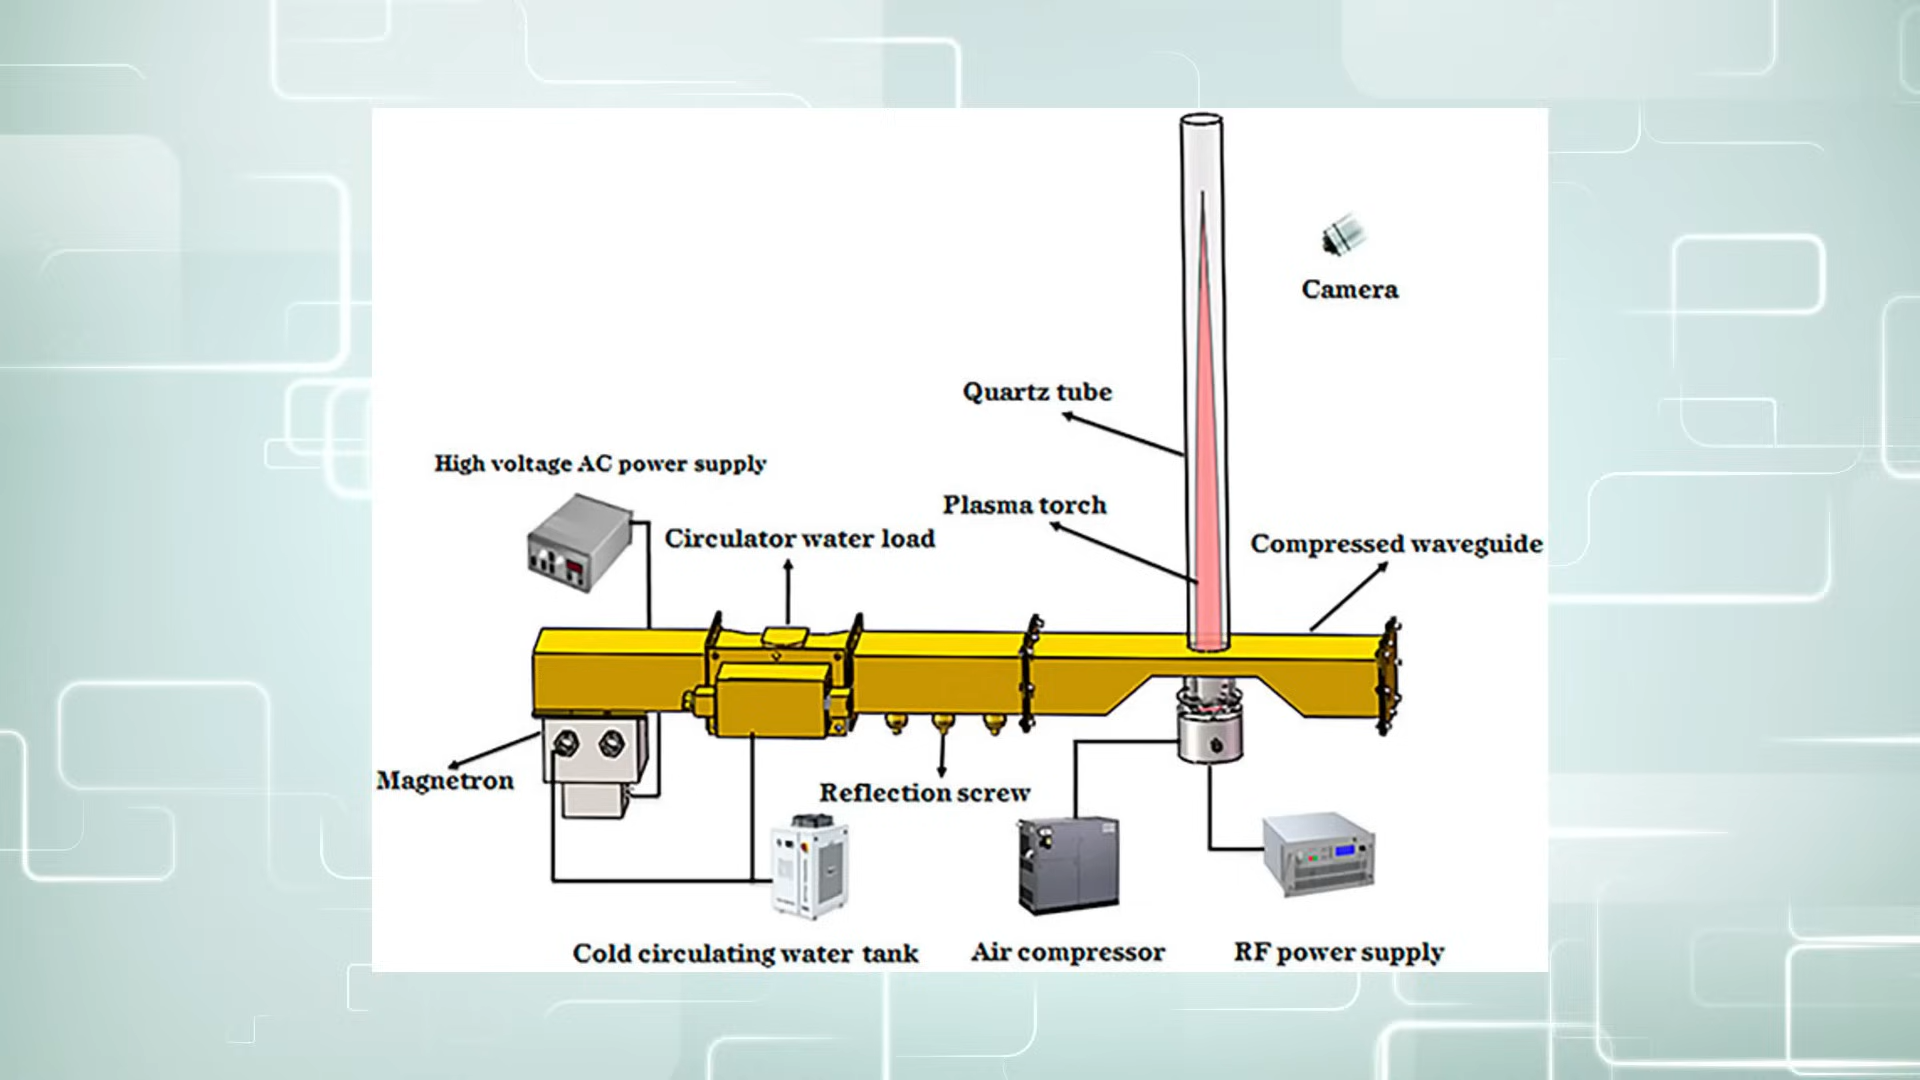 Camera
Quartz tube
High voltage AC power supply
Plasma torch
Circulator water load
Compressed waveguide
Magnetron
Reflection screw
Cold circulating water tank
Air compressor
RF power supply